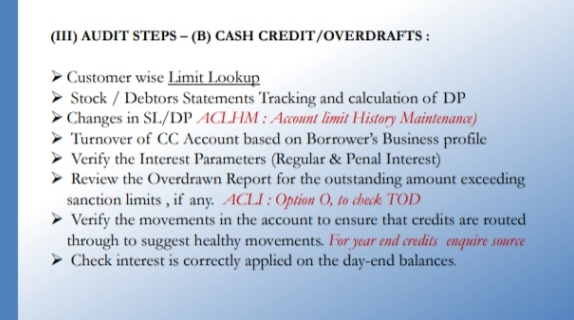 (III) AUDIT STEPS – (B) CASH CREDIT/OVERDRAFTS :
➢ Customer wise Limit Lookup
➢ Stock / Debtors Statements Tracking and calculation of DP
➢ Changes in SL/DP ACLHM : Account limit History Maintenance)
➢ Turnover of CC Account based on Borrower's Business profile
➢ Verify the Interest Parameters (Regular & Penal Interest)
➢ Review the Overdrawn Report for the outstanding amount exceeding
sanction limits , if any. ACLI : Option O, to check TOD
➢ Verify the movements in the account to ensure that credits are routed
through to suggest healthy movements. For year end credits enquire source
➢ Check interest is correctly applied on the day-end balances.